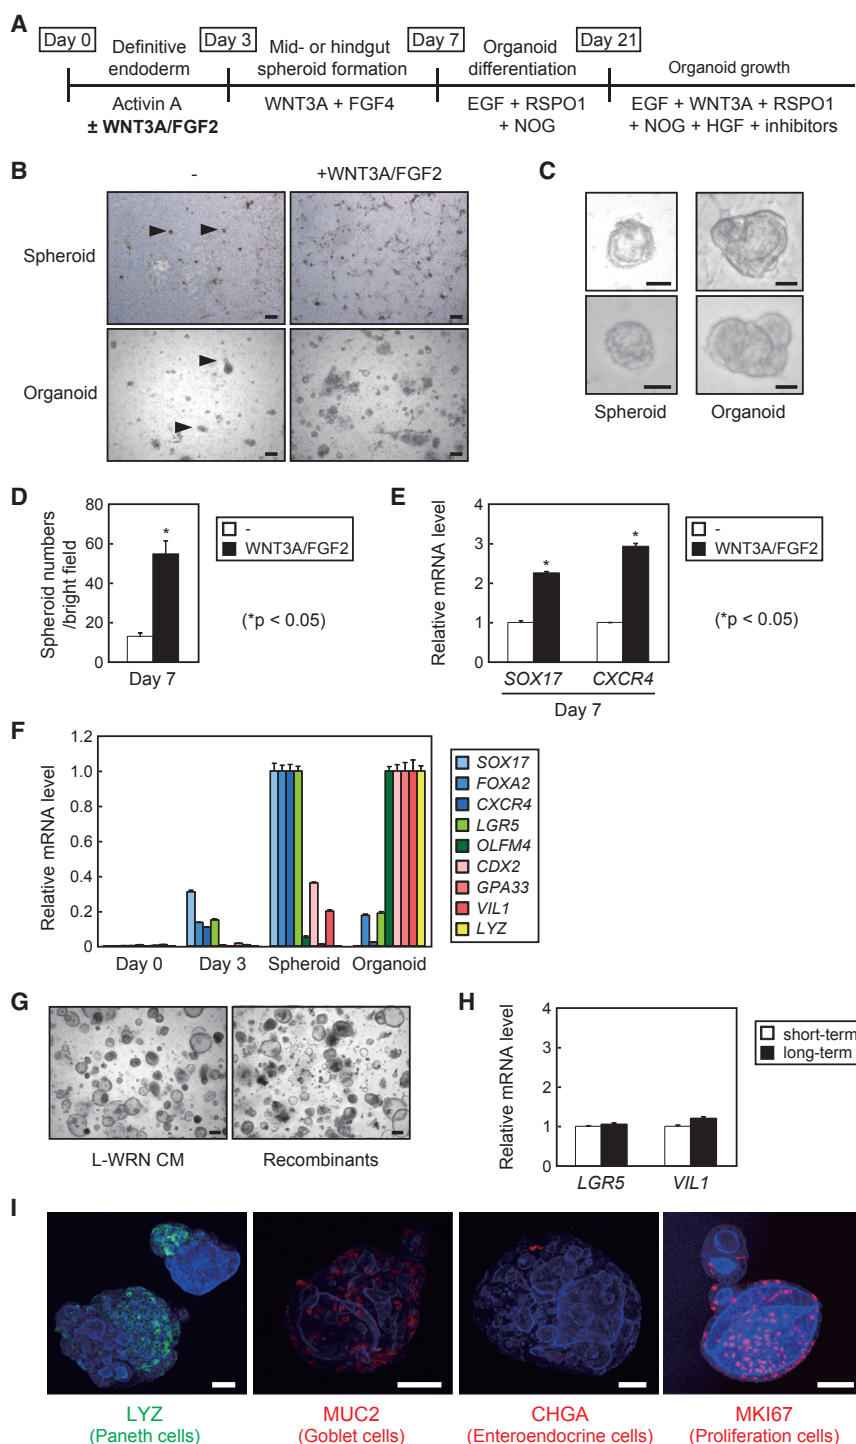 A
Day 0
Definitive
endoderm
Day 3
Mid- or hindgut
spheroid formation
Day 7
Organoid
differentiation
Day 21
Organoid growth
Activin A
± WNT3A/FGF2
WNT3A + FGF4
EGF + RSPO1
+ NOG
EGF + WNT3A + RSPO1
+ NOG + HGF + inhibitors
B
-
+WNT3A/FGF2
Spheroid
Organoid
C
Spheroid
Organoid
D
Spheroid numbers
/bright field
80
60
40
20
0
*
Day 7
-
WNT3A/FGF2
(*p < 0.05)
E
Relative mRNA level
4
3
2
1
0
*
*
SOX17
CXCR4
Day 7
-
WNT3A/FGF2
(*p < 0.05)
F
Relative mRNA level
1.2
1.0
0.8
0.6
0.4
0.2
0
Day 0
Day 3
Spheroid
Organoid
SOX17
FOXA2
CXCR4
LGR5
OLFM4
CDX2
GPA33
VIL1
LYZ
G
L-WRN CM
Recombinants
H
Relative mRNA level
4
3
2
1
0
LGR5
VIL1
short-term
long-term
I
LYZ
(Paneth cells)
MUC2
(Goblet cells)
CHGA
(Enteroendocrine cells)
MKI67
(Proliferation cells)